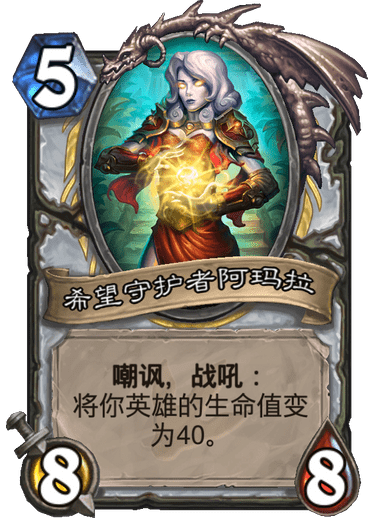 5
希望守护者阿玛拉
嘲讽，战吼：
将你英雄的生命值变
为40。
8
8